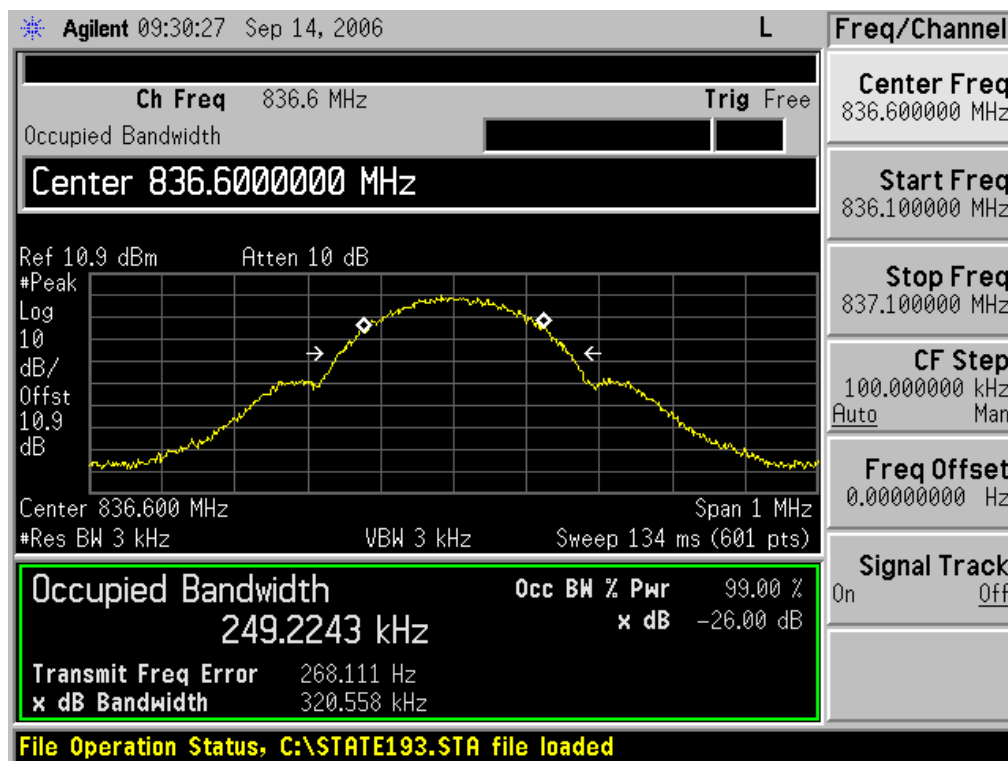 Agilent 09:30:27 Sep 14, 2006 L
Freq/Channel
Ch Freq 836.6 MHz Trig Free
Occupied Bandwidth
Center 836.6000000 MHz
Ref 10.9 dBm Atten 10 dB
#Peak
Log
10
dB/
Offst
10.9
dB
Center 836.600 MHz Span 1 MHz
#Res BW 3 kHz VBW 3 kHz Sweep 134 ms (601 pts)
Occupied Bandwidth
249.2243 kHz
Occ BW % Pwr 99.00 %
x dB -26.00 dB
Transmit Freq Error 268.111 Hz
x dB Bandwidth 320.558 kHz
Center Freq
836.600000 MHz
Start Freq
836.100000 MHz
Stop Freq
837.100000 MHz
CF Step
100.000000 kHz
Auto Man
Freq Offset
0.00000000 Hz
Signal Track
On Off
File Operation Status, C:\STATE193.STA file loaded